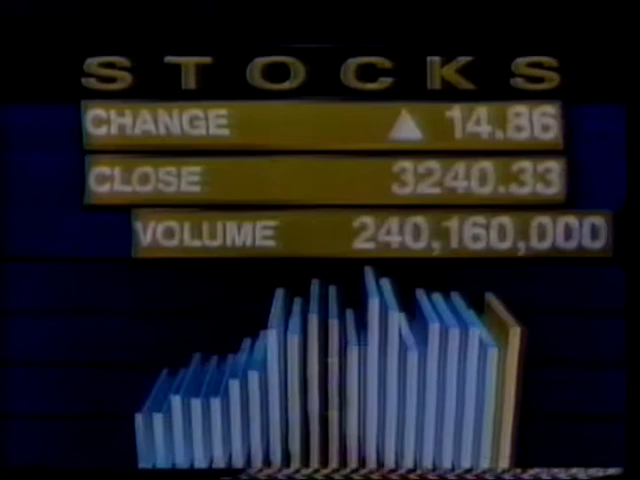 STOCKS
CHANGE ▲ 14.86
CLOSE 3240.33
VOLUME 240,160,000